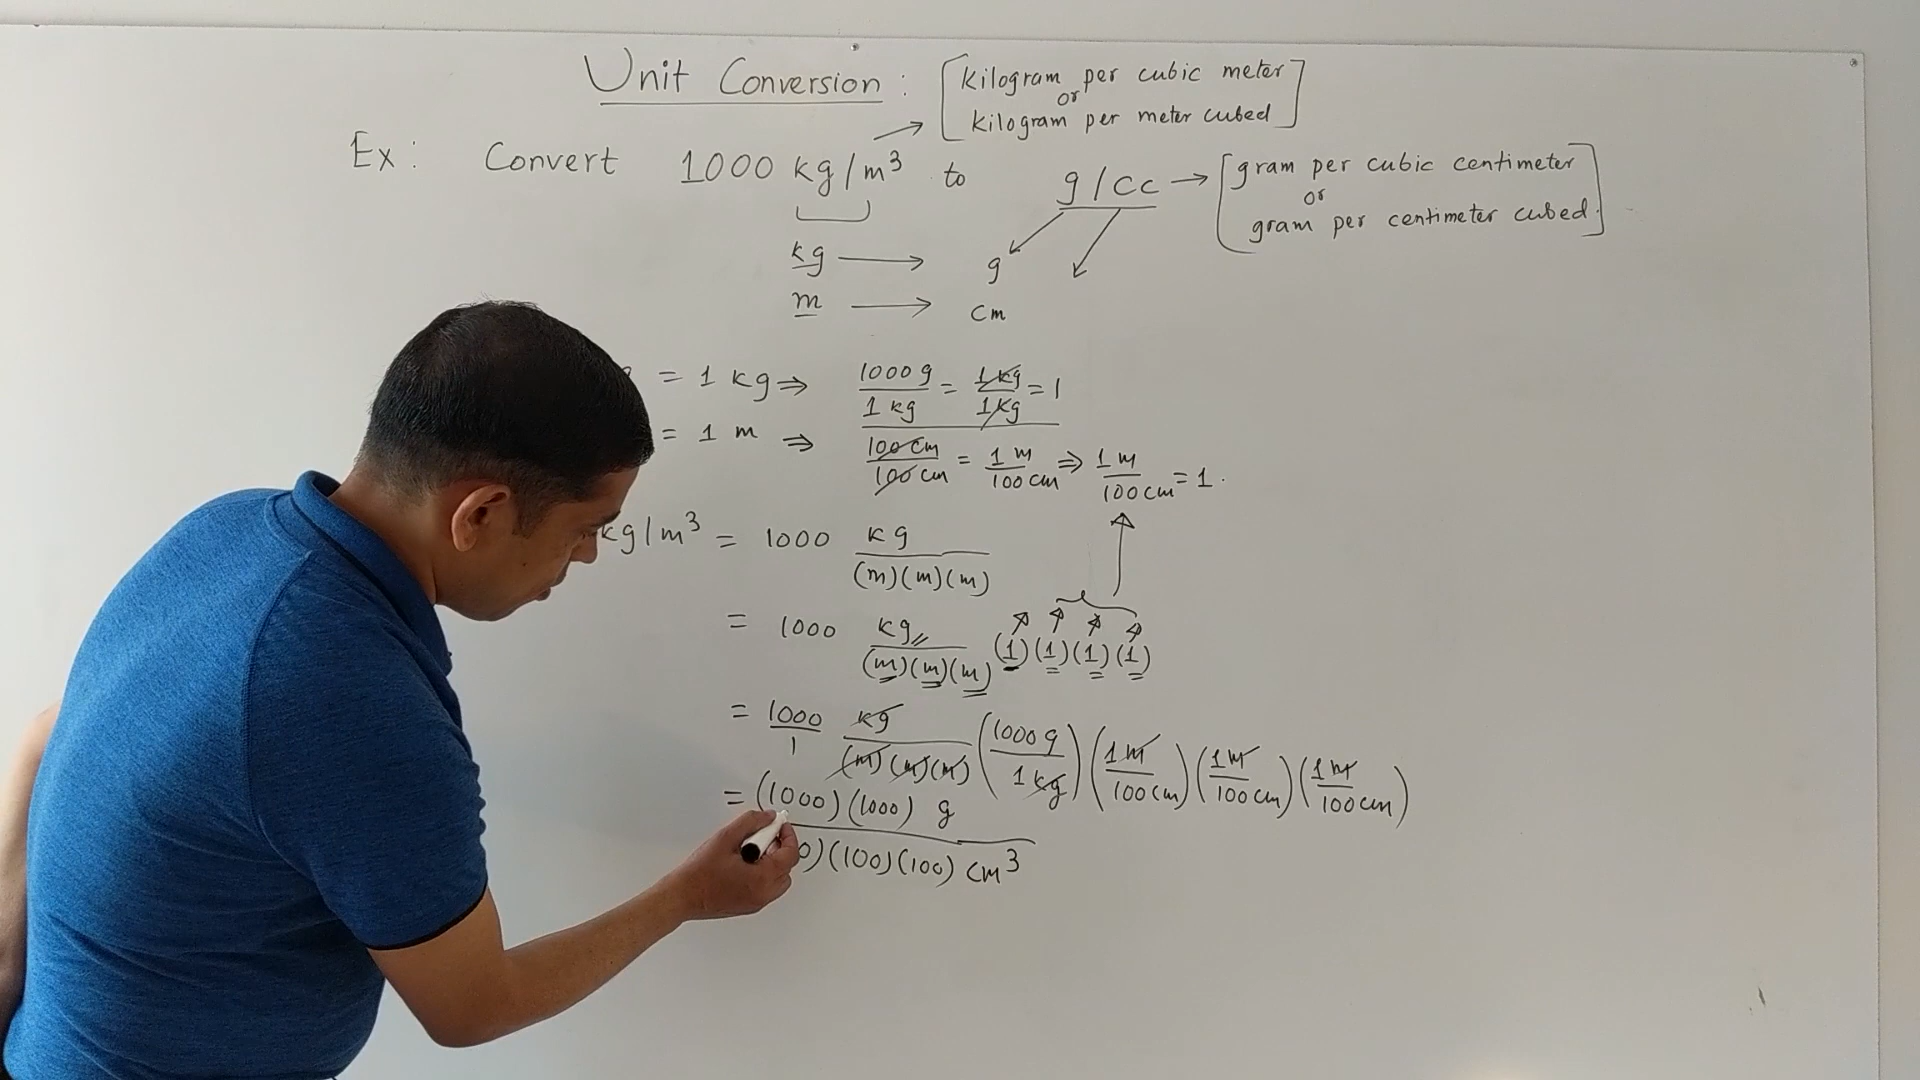 Unit Conversion : [kilogram per cubic meter
or
kilogram per meter cubed]
Ex : Convert 1000 kg/m³ to g/cc → [gram per cubic centimeter
or
gram per centimeter cubed.]
kg → g
m → cm
= 1 kg ⇒ 1000 g / 1 kg = 1 kg / 1 kg = 1
= 1 m ⇒ 100 cm / 100 cm = 1 m / 100 cm ⇒ 1 m / 100 cm = 1.
kg/m³ = 1000 kg / (m)(m)(m)
= 1000 kg / (m)(m)(m) (1)(1)(1)(1)
= 1000 / 1 kg / (m)(m)(m) (1000 g / 1 kg) (1 m / 100 cm) (1 m / 100 cm) (1 m / 100 cm)
= (1000)(1000) g
0)(100)(100) cm³